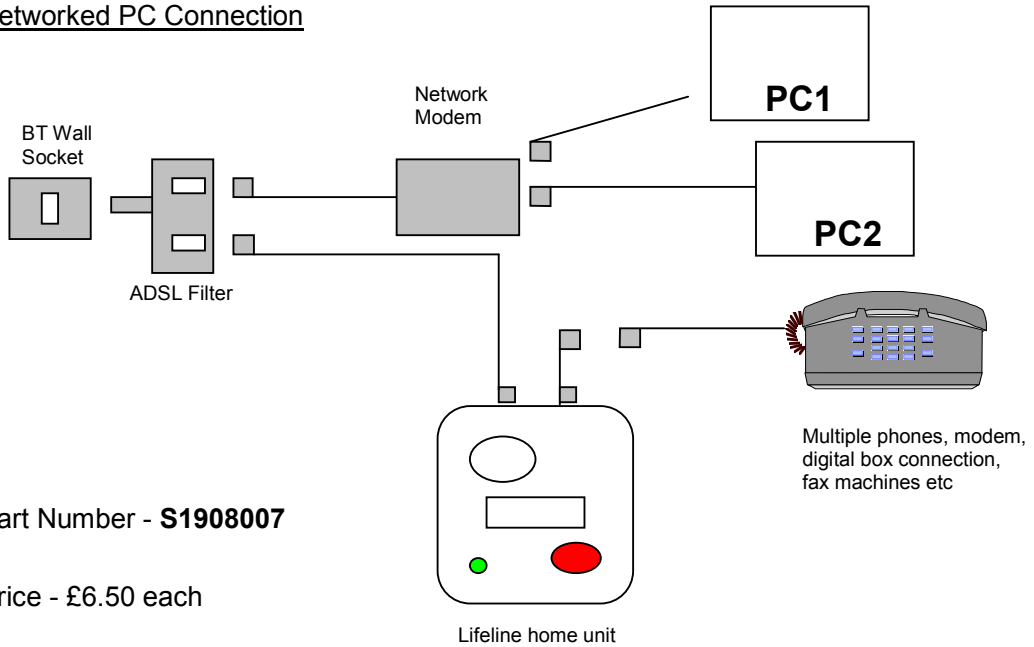 etworked PC Connection
PC1
Network
Modem
BT Wall
Socket
PC2
ADSL Filter
Multiple phones, modem,
digital box connection,
fax machines etc
art Number - S1908007
rice - £6.50 each
Lifeline home unit